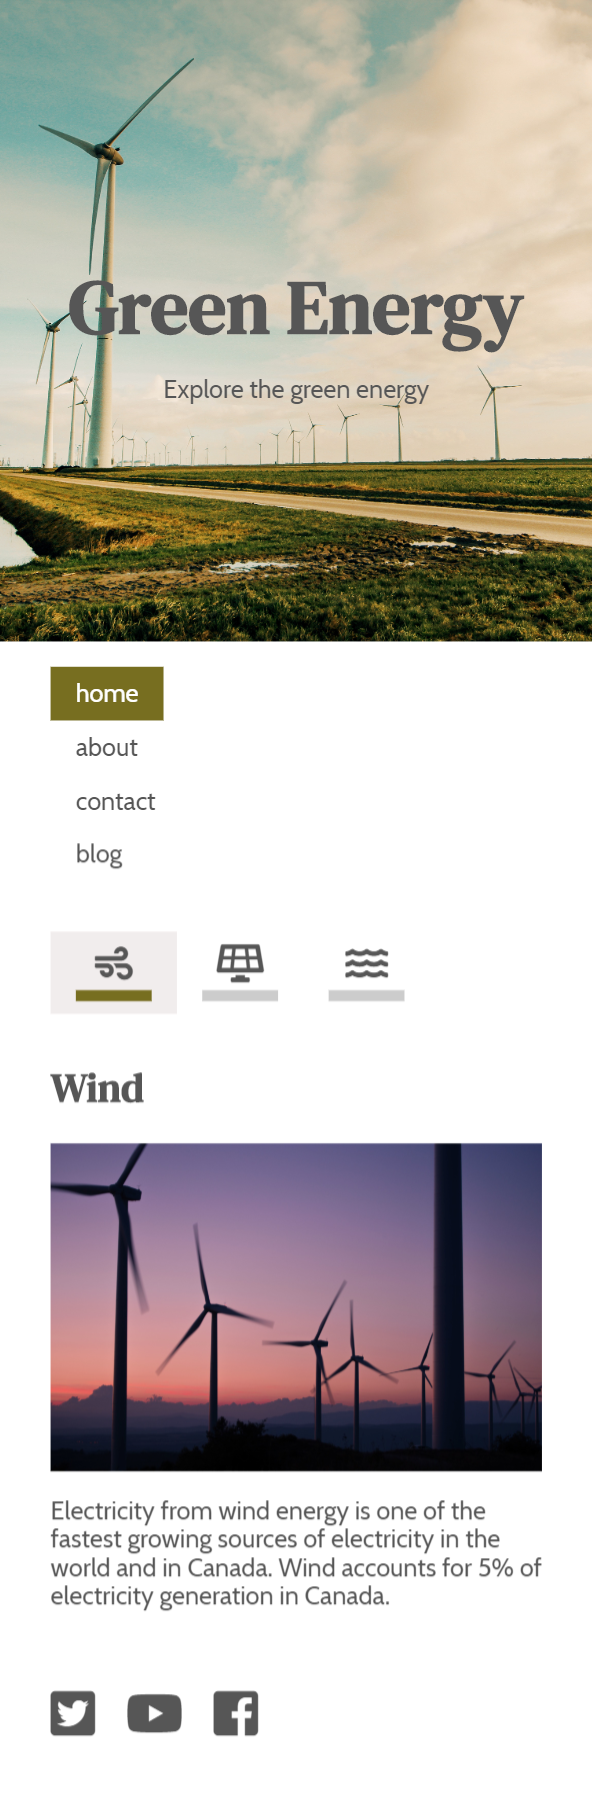 Green Energy
Explore the green energy
home
about
contact
blog
Wind
Electricity from wind energy is one of the
fastest growing sources of electricity in the
world and in Canada. Wind accounts for 5% of
electricity generation in Canada.